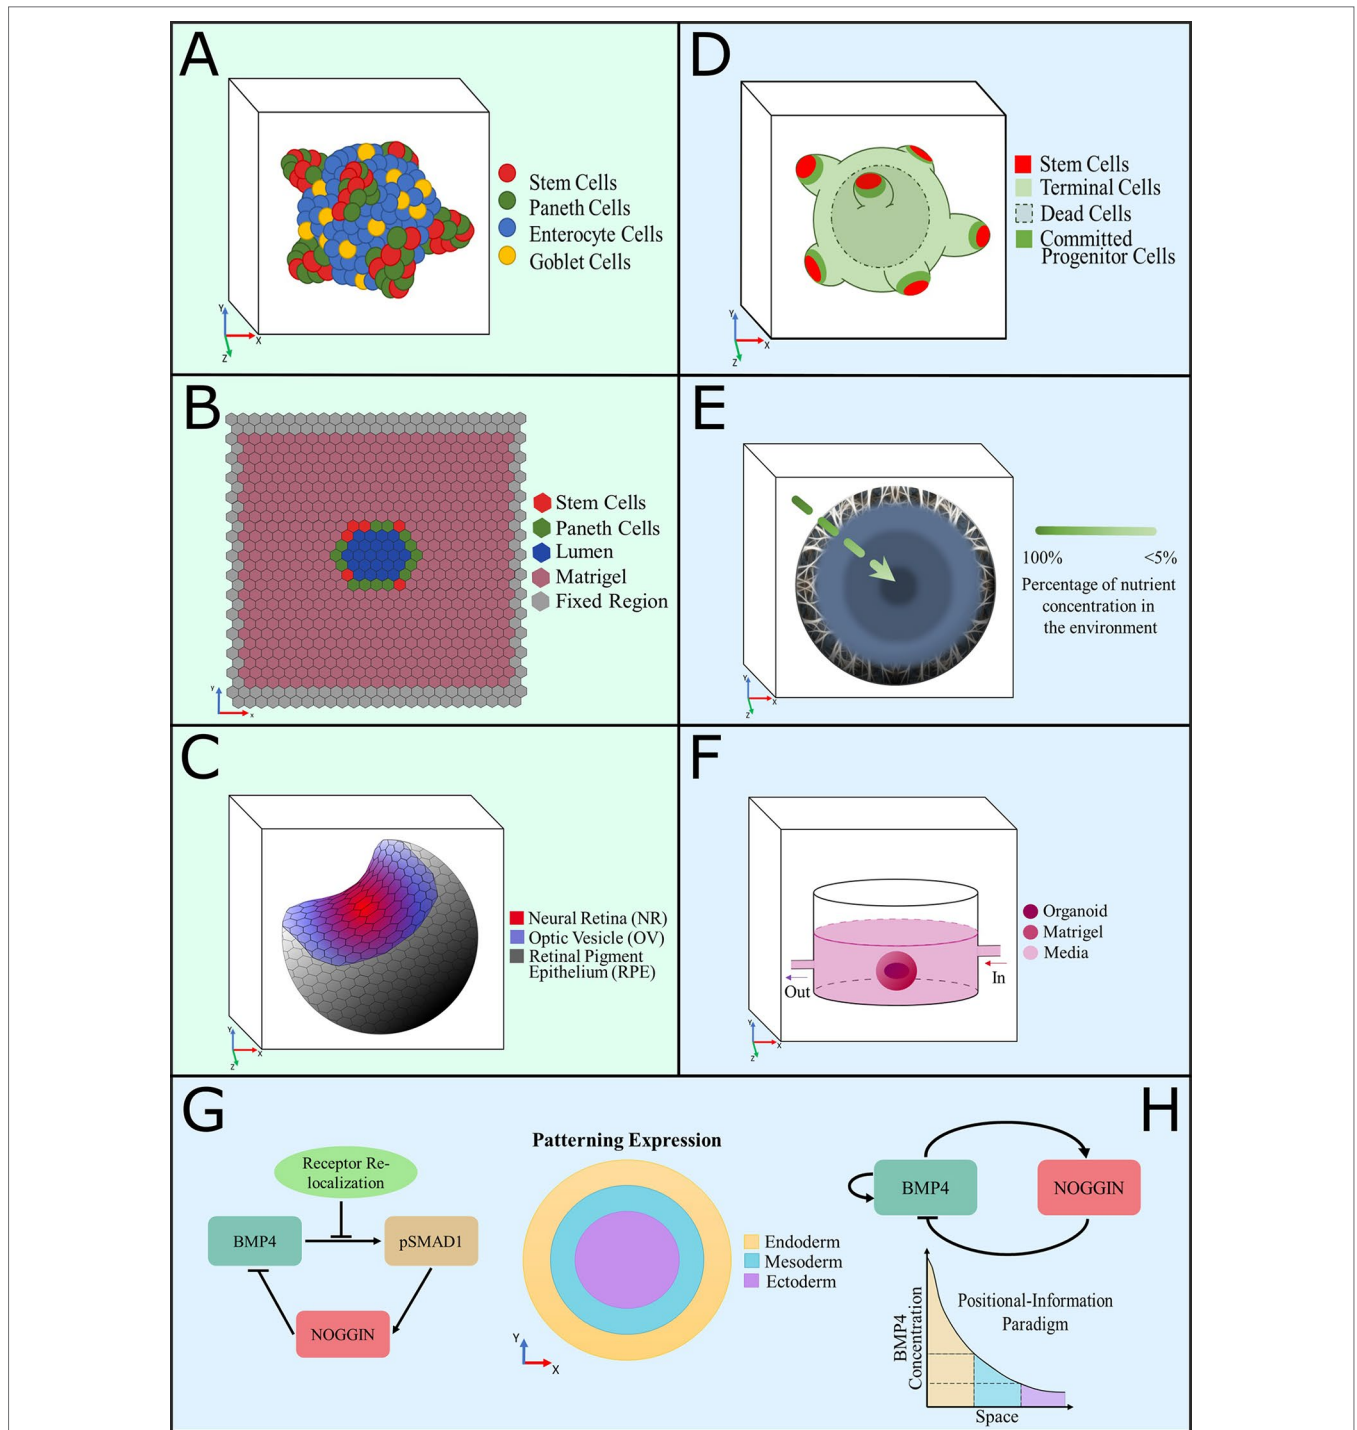 A
Stem Cells
Paneth Cells
Enterocyte Cells
Goblet Cells
Y
X
Z
D
Stem Cells
Terminal Cells
Dead Cells
Committed
Progenitor Cells
Y
X
Z
B
Stem Cells
Paneth Cells
Lumen
Matrigel
Fixed Region
Y
x
E
100%
<5%
Percentage of nutrient
concentration in
the environment
Y
X
Z
C
Neural Retina (NR)
Optic Vesicle (OV)
Retinal Pigment
Epithelium (RPE)
Y
X
Z
F
Organoid
Matrigel
Media
Out
In
Y
X
Z
G
Receptor Re-
localization
BMP4
pSMAD1
NOGGIN
Patterning Expression
Endoderm
Mesoderm
Ectoderm
Y
X
H
BMP4
NOGGIN
Positional-Information
Paradigm
BMP4
Concentration
Space